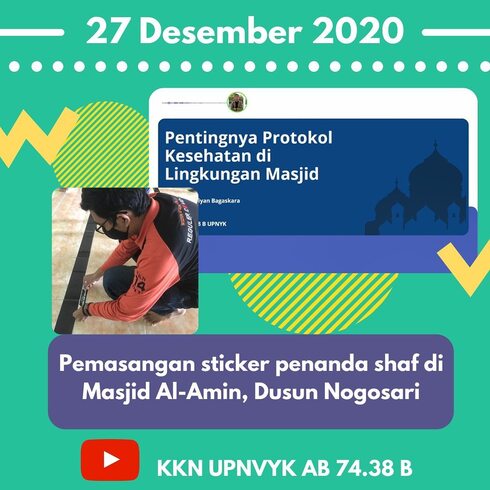 27 Desember 2020
Pentingnya Protokol
Kesehatan di
Lingkungan Masjid
Bagaskara
B UPNYK
REGULER
Pemasangan sticker penanda shaf di
Masjid Al-Amin, Dusun Nogosari
KKN UPNVYK AB 74.38 B